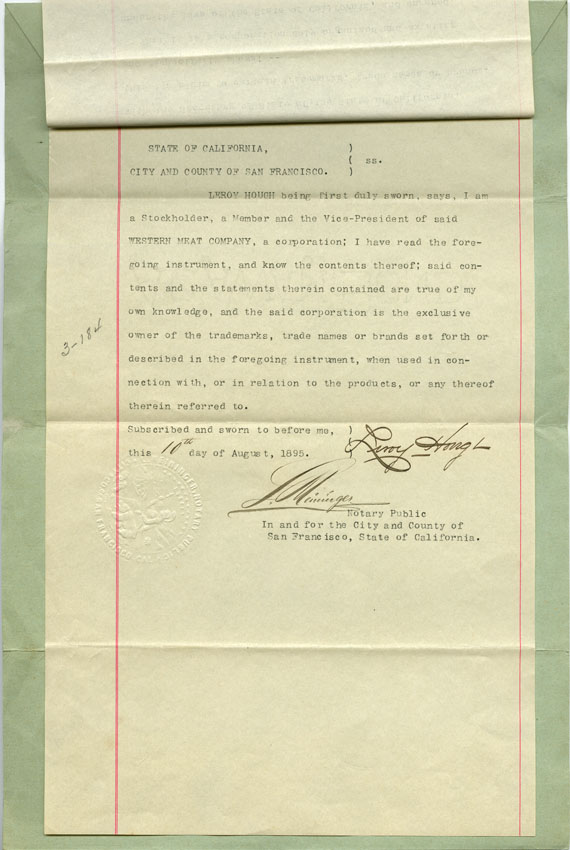 STATE OF CALIFORNIA, )
( ss.
CITY AND COUNTY OF SAN FRANCISCO. )
LEROY HOUGH being first duly sworn, says, I am
a Stockholder, a Member and the Vice-President of said
WESTERN MEAT COMPANY, a corporation; I have read the fore-
going instrument, and know the contents thereof; said con-
tents and the statements therein contained are true of my
own knowledge, and the said corporation is the exclusive
owner of the trademarks, trade names or brands set forth or
described in the foregoing instrument, when used in con-
nection with, or in relation to the products, or any thereof
therein referred to.
3-184
Subscribed and sworn to before me, )
this 10th day of August, 1895. ( Leroy Hough
L. Meininger
Notary Public
In and for the City and County of
San Francisco, State of California.